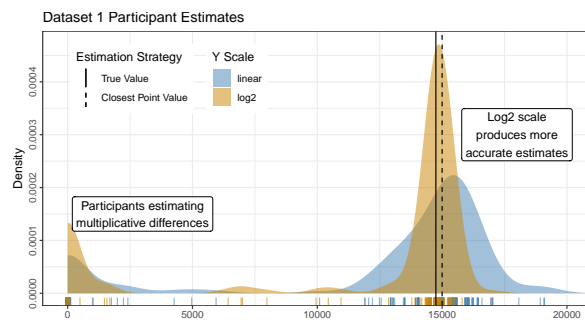 Dataset 1 Participant Estimates
Estimation Strategy
True Value
Closest Point Value
Y Scale
linear
log2
Log2 scale
produces more
accurate estimates
Participants estimating
multiplicative differences
Density
0.0004
0.0003
0.0002
0.0001
0.0000
0
5000
10000
15000
20000